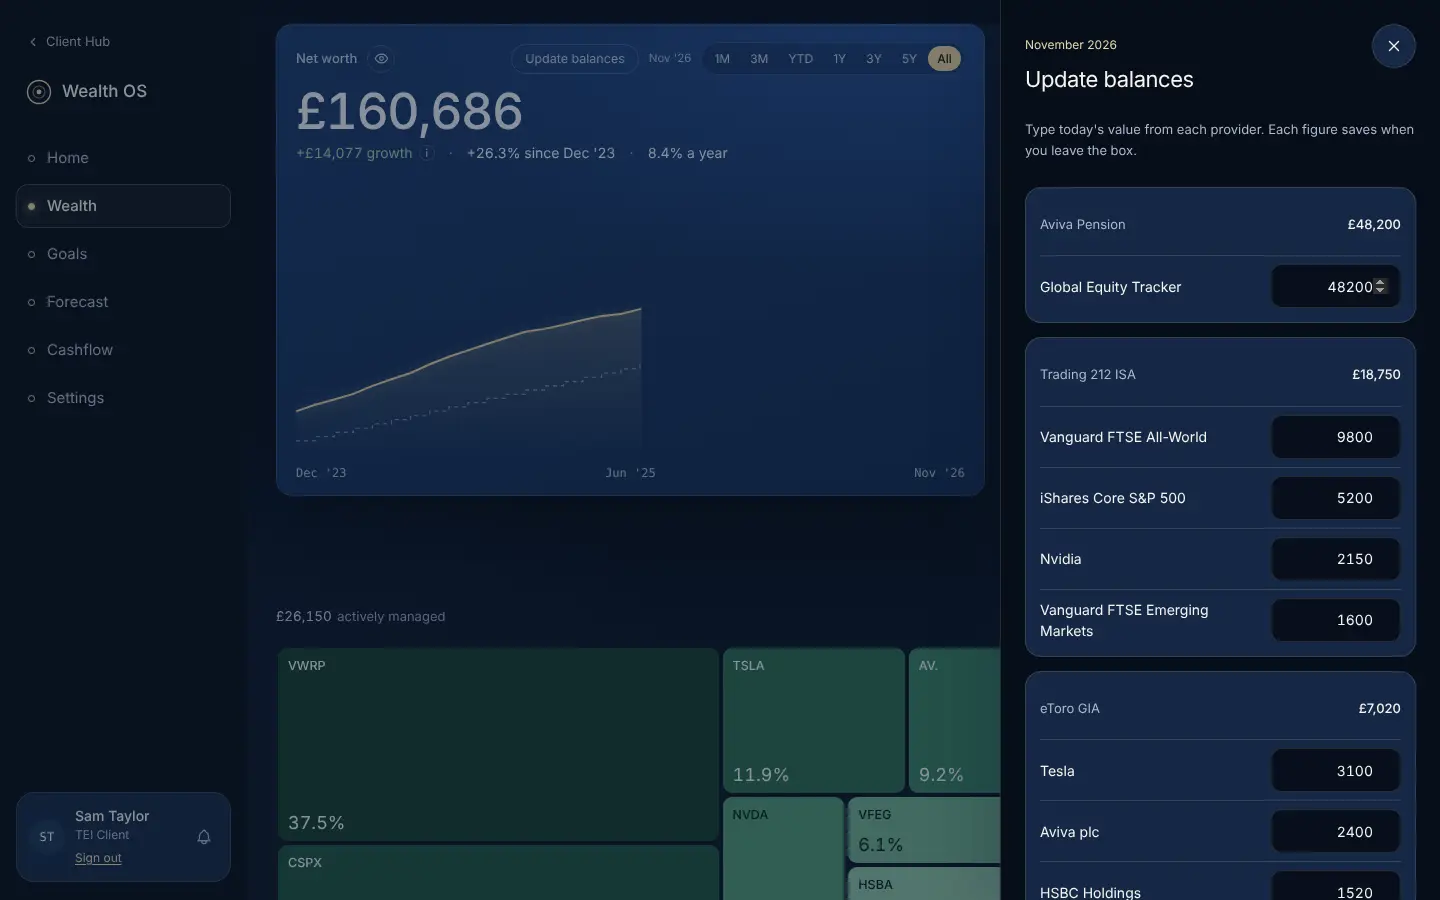 Client Hub
Wealth OS
Home
Wealth
Goals
Forecast
Cashflow
Settings
ST
Sam Taylor
TEI Client
Sign out
Net worth
Update balances
Nov '26
1M 3M YTD 1Y 3Y 5Y All
£160,686
+£14,077 growth i · +26.3% since Dec '23 · 8.4% a year
Dec '23 Jun '25 Nov '26
£26,150 actively managed
VWRP
37.5%
CSPX
TSLA
11.9%
AV.
9.2%
NVDA
VFEG
6.1%
HSBA
November 2026
Update balances
Type today's value from each provider. Each figure saves when
you leave the box.
Aviva Pension £48,200
Global Equity Tracker 48200
Trading 212 ISA £18,750
Vanguard FTSE All-World 9800
iShares Core S&P 500 5200
Nvidia 2150
Vanguard FTSE Emerging
Markets 1600
eToro GIA £7,020
Tesla 3100
Aviva plc 2400
HSBC Holdings 1520